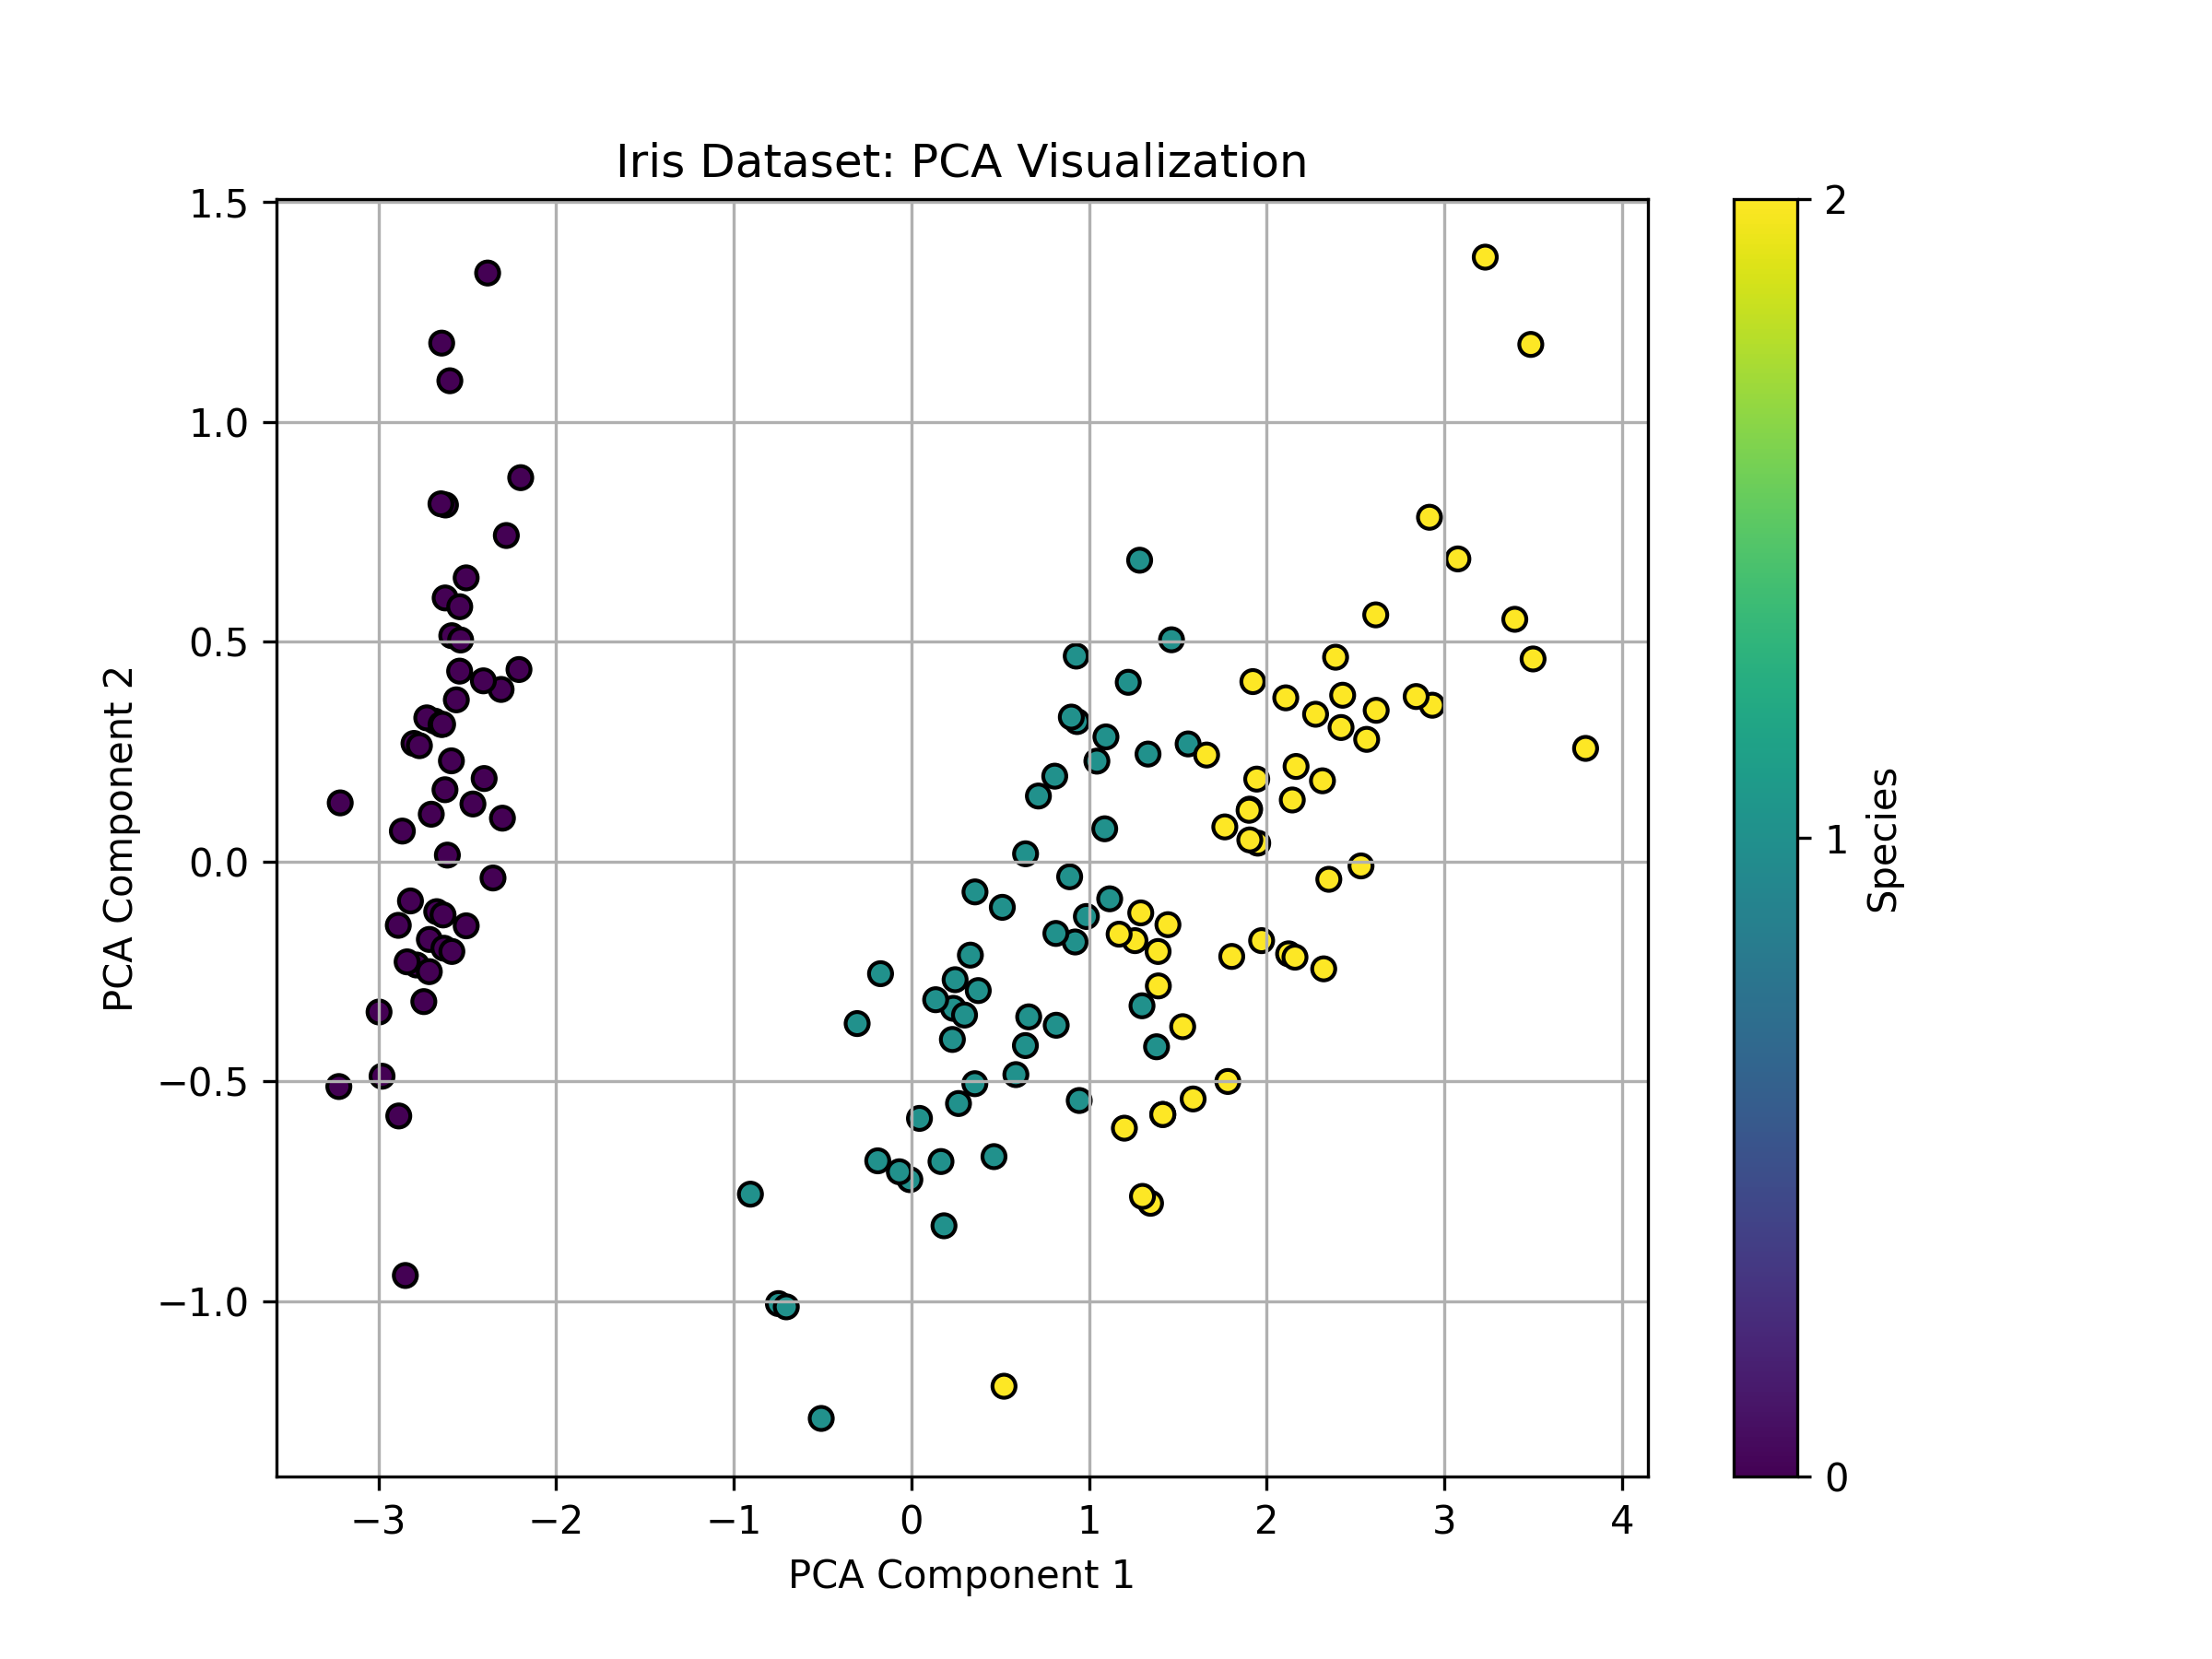 Iris Dataset: PCA Visualization
1.5
1.0
0.5
0.0
−0.5
−1.0
PCA Component 2
−3 −2 −1 0 1 2 3 4
PCA Component 1
2
1
0
Species